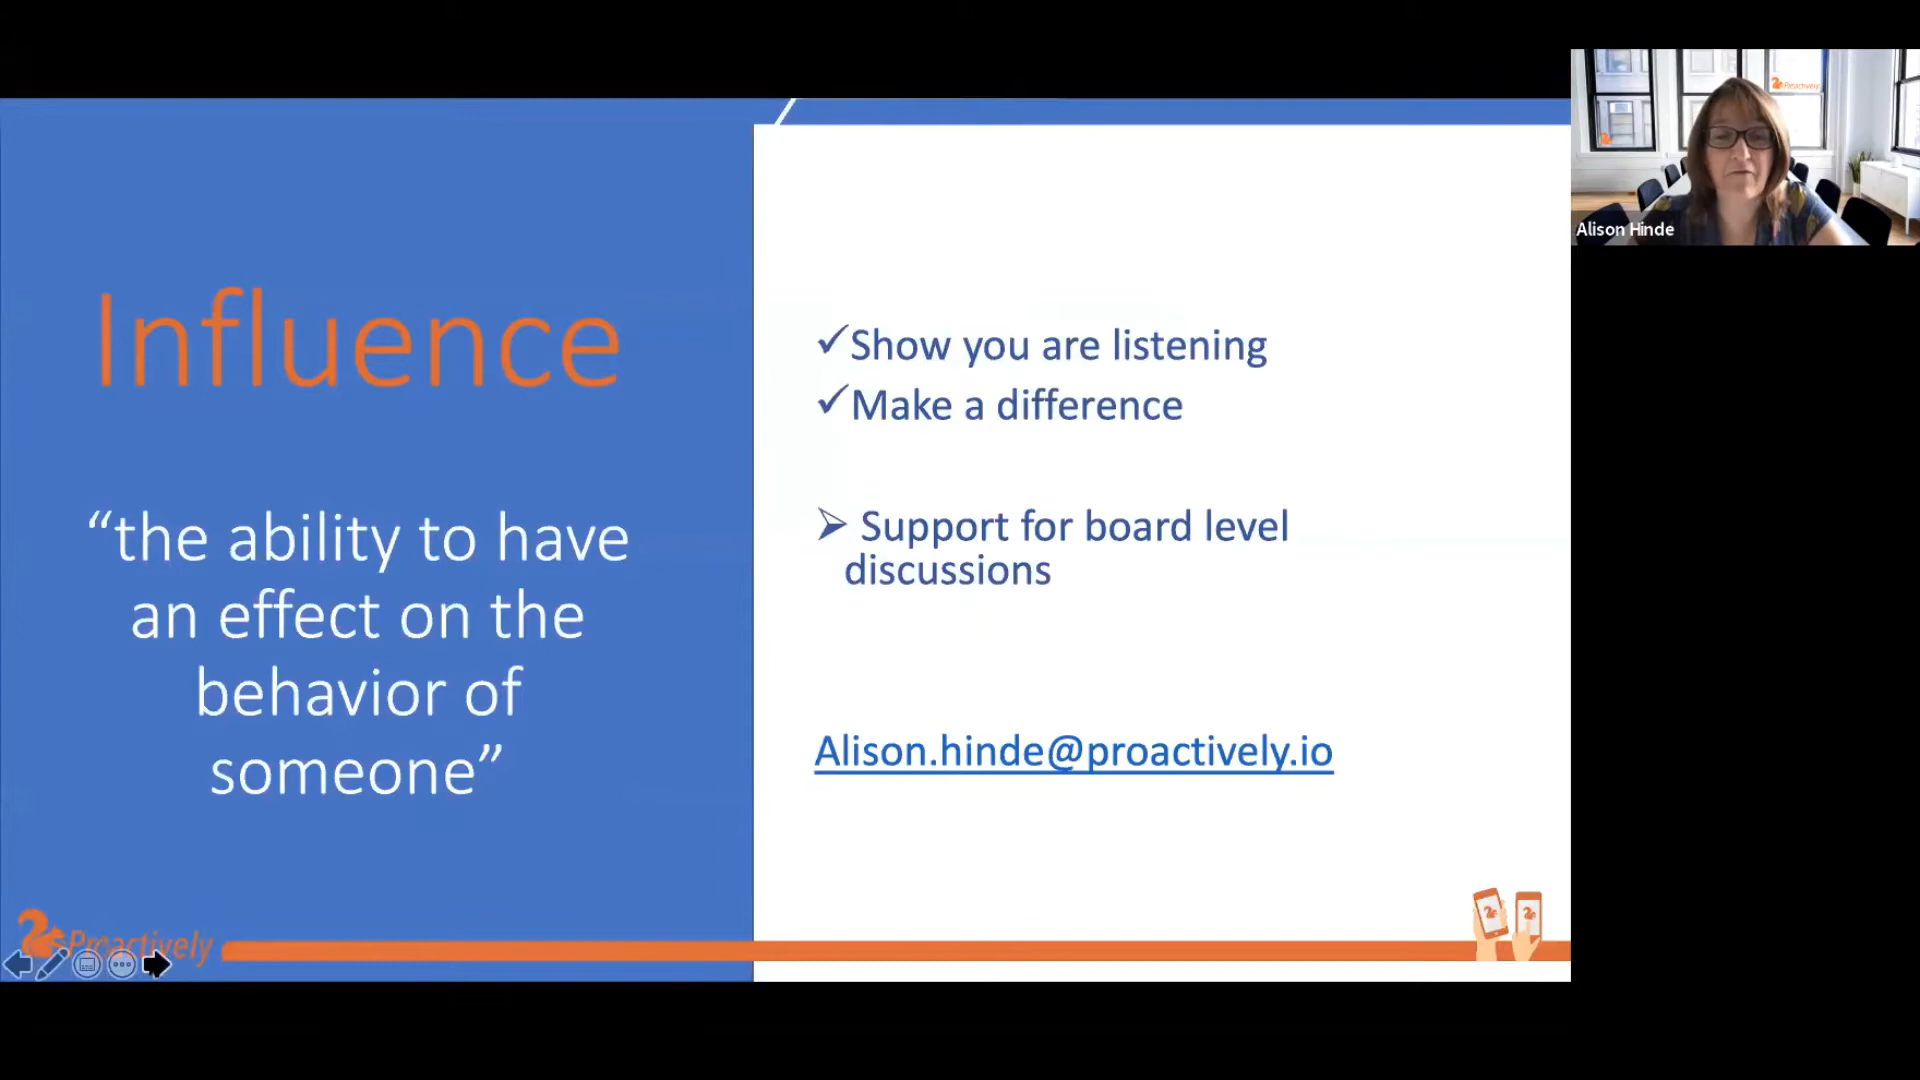 Influence
“the ability to have
an effect on the
behavior of
someone”
✓Show you are listening
✓Make a difference
➢ Support for board level
discussions
Alison.hinde@proactively.io
Proactively
Proactively
Alison Hinde